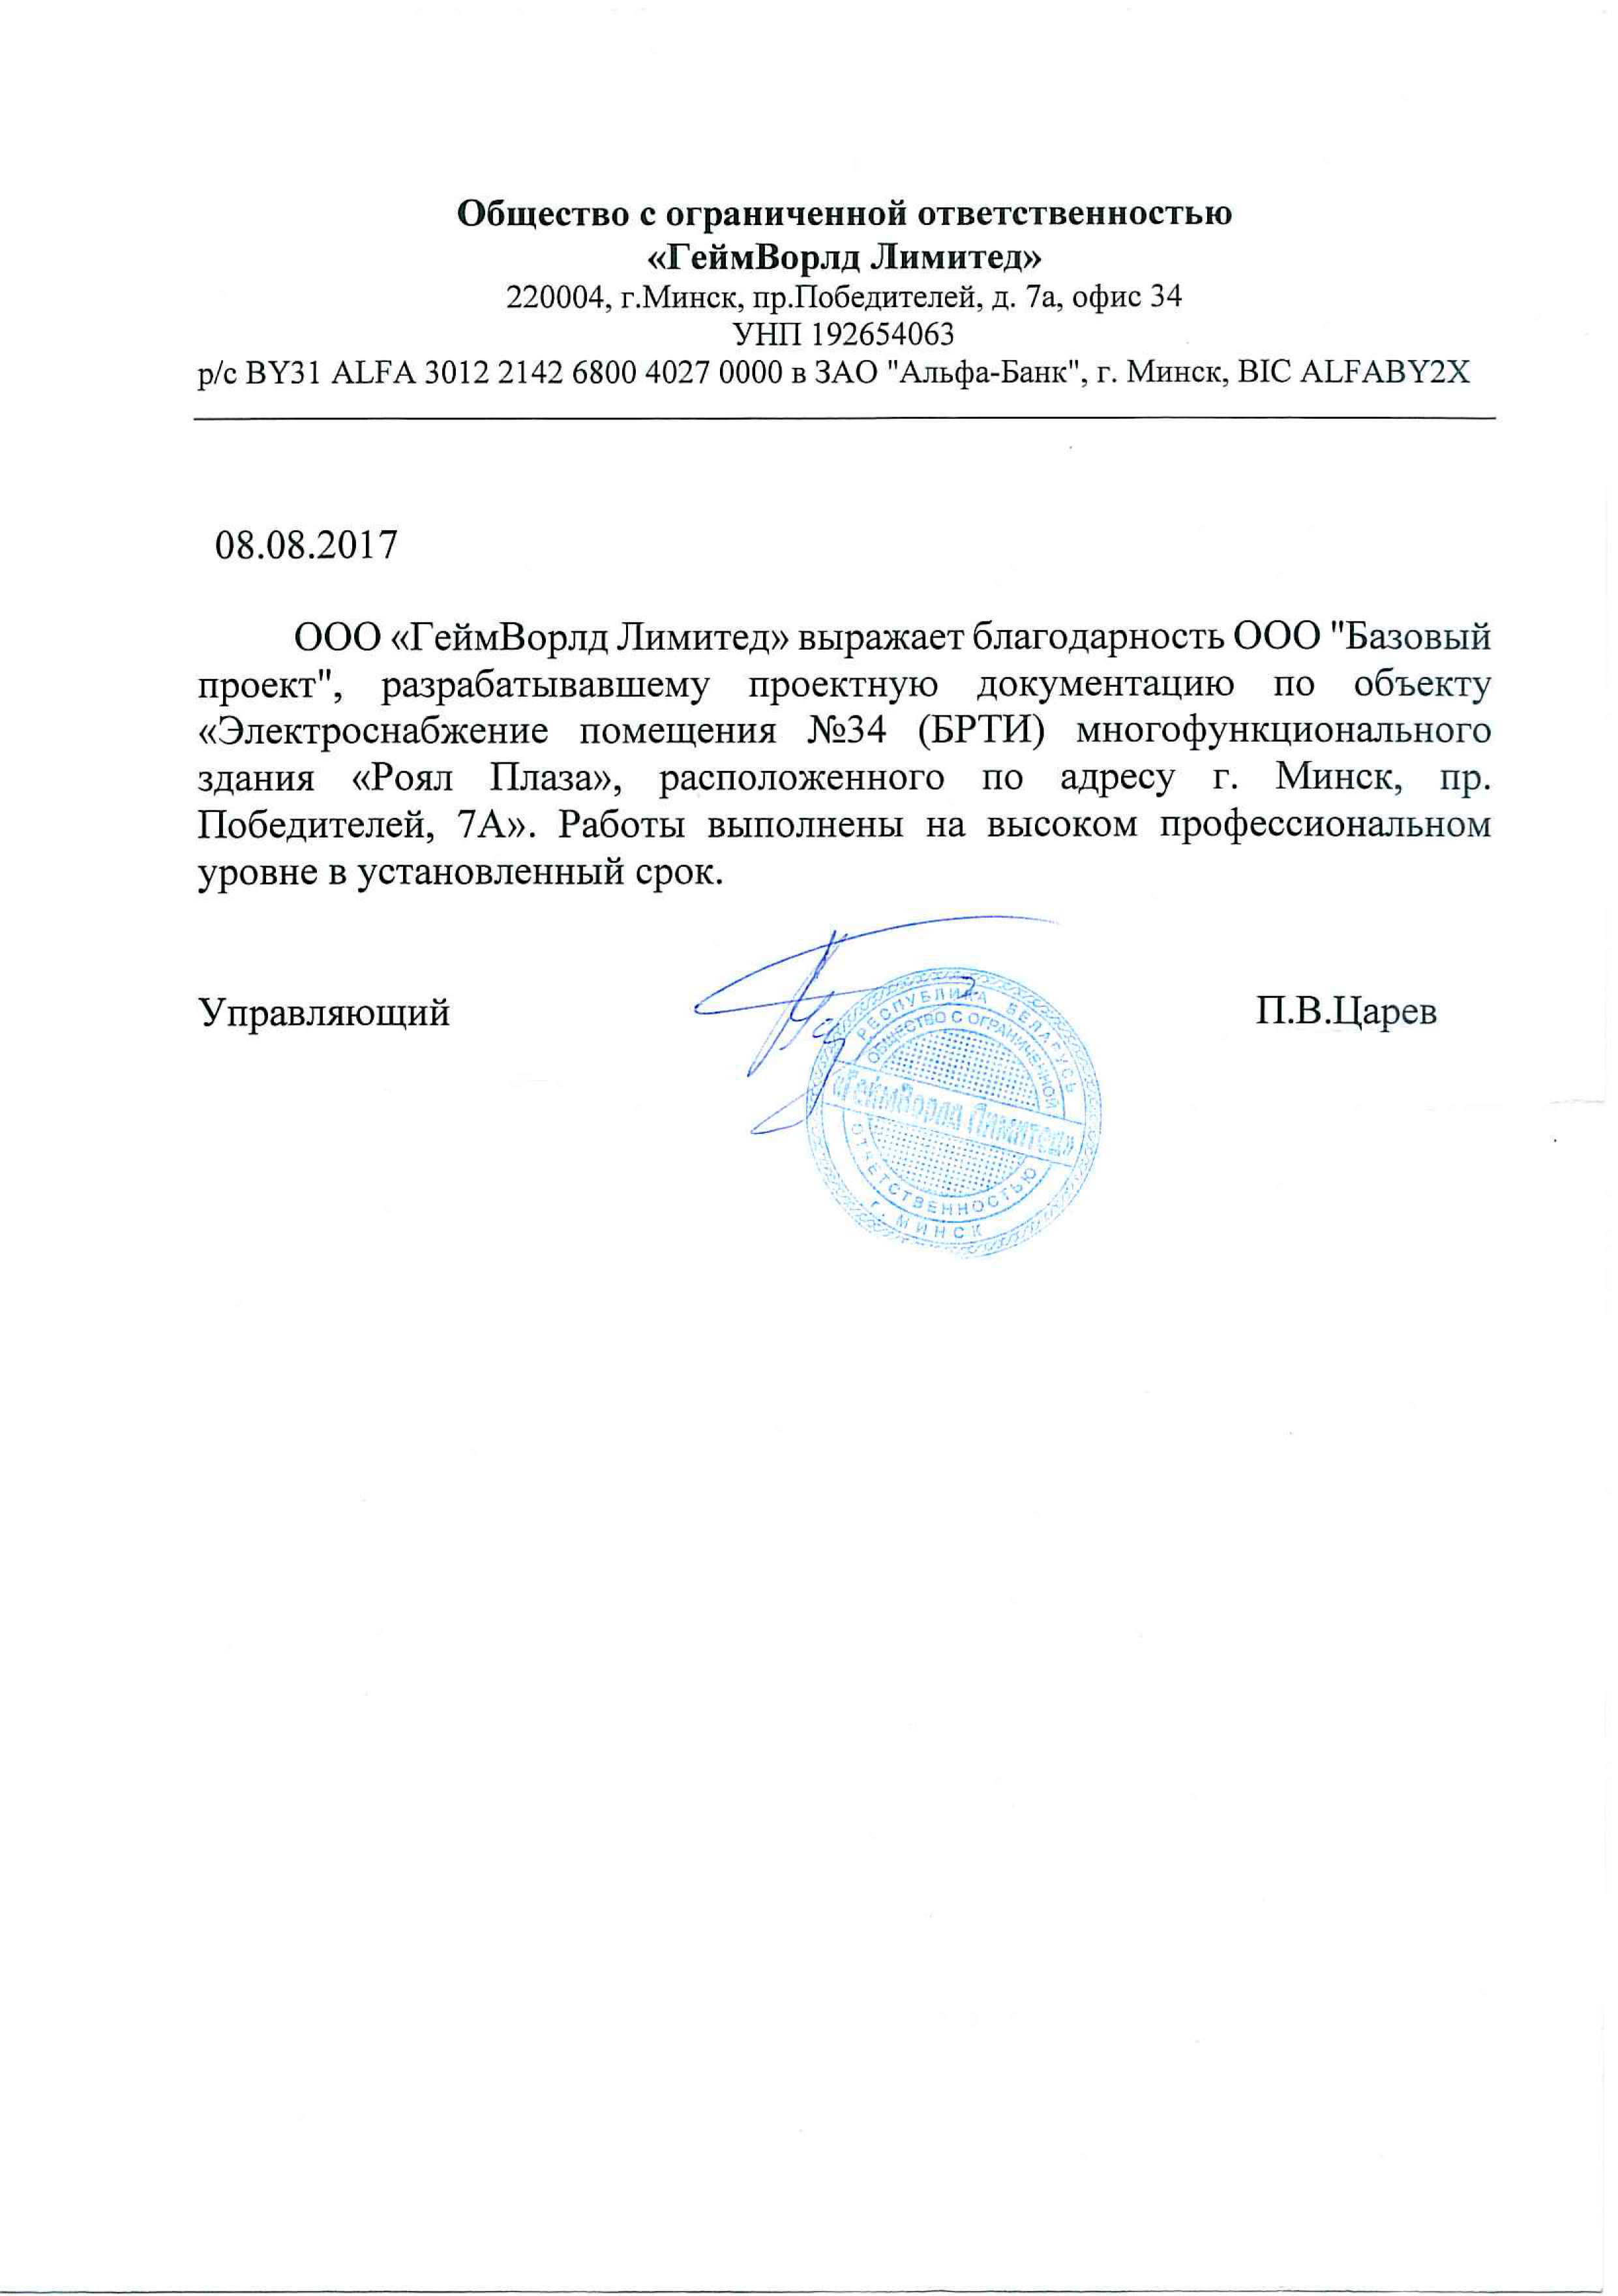 Общество с ограниченной ответственностью
«ГеймВорлд Лимитед»
220004, г.Минск, пр.Победителей, д. 7а, офис 34
УНП 192654063
р/с BY31 ALFA 3012 2142 6800 4027 0000 в ЗАО "Альфа-Банк", г. Минск, BIC ALFABY2X
08.08.2017
ООО «ГеймВорлд Лимитед» выражает благодарность ООО "Базовый
проект", разрабатывавшему проектную документацию по объекту
«Электроснабжение помещения №34 (БРТИ) многофункционального
здания «Роял Плаза», расположенного по адресу г. Минск, пр.
Победителей, 7А». Работы выполнены на высоком профессиональном
уровне в установленный срок.
Управляющий
П.В.Царев
РЕСПУБЛИКА БЕЛАРУСЬ
ОБЩЕСТВО С ОГРАНИЧЕННОЙ
«ГеймВорлд Лимитед»
ОТВЕТСТВЕННОСТЬЮ
г. МИНСК